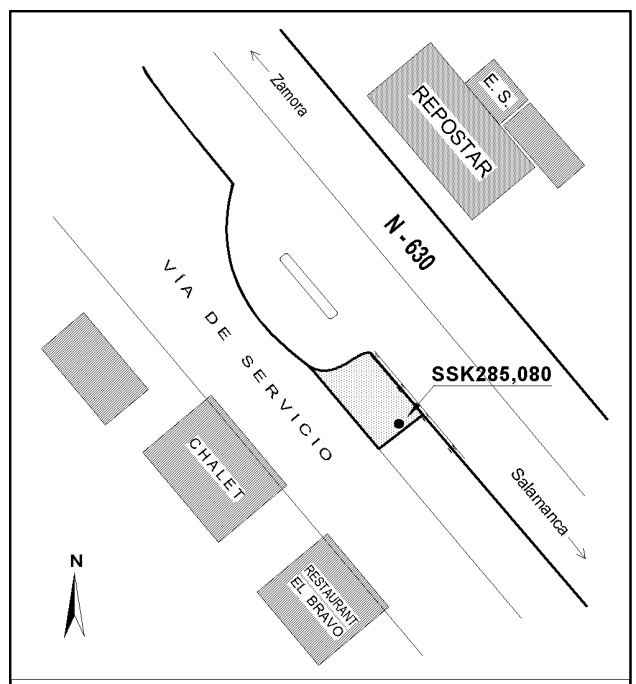 Zamora
E.S.
REPOSTAR
N - 630
VÍA DE SERVICIO
SSK285,080
CHALET
Salamanca
N
RESTAURANT
EL BRAVO